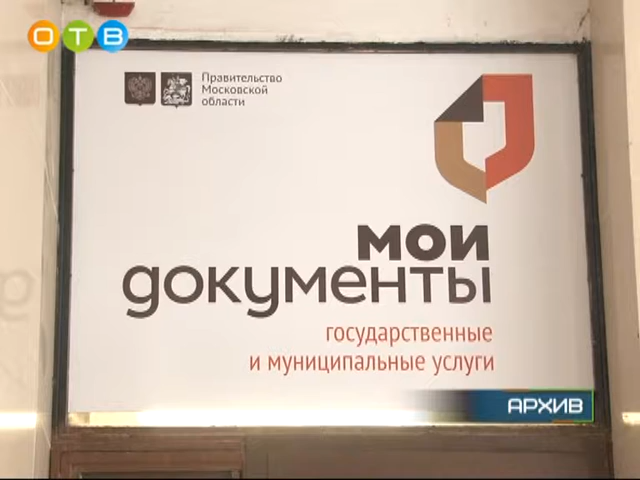 ОТВ
Правительство
Московской
области
мои
документы
государственные
и муниципальные услуги
АРХИВ